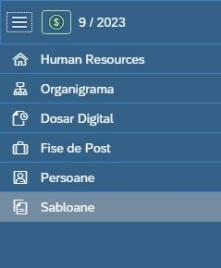 9 / 2023
Human Resources
Organigrama
Dosar Digital
Fise de Post
Persoane
Sabloane